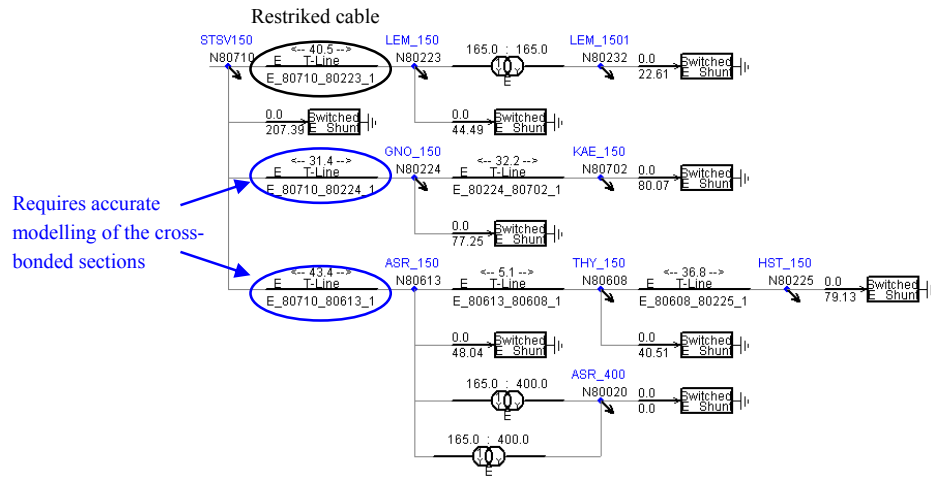 Restriked cable
STSV150
N80710
<-- 40.5 -->
E T-Line
E_80710_80223_1
LEM_150
N80223
165.0 : 165.0
E
LEM_1501
N80232
0.0
22.61
Switched
E Shunt
0.0
207.39
Switched
E Shunt
0.0
44.49
Switched
E Shunt
<-- 31.4 -->
E T-Line
E_80710_80224_1
GNO_150
N80224
<-- 32.2 -->
E T-Line
E_80224_80702_1
KAE_150
N80702
0.0
80.07
Switched
E Shunt
Requires accurate
modelling of the cross-
bonded sections
0.0
77.25
Switched
E Shunt
<-- 43.4 -->
E T-Line
E_80710_80613_1
ASR_150
N80613
<-- 5.1 -->
E T-Line
E_80613_80608_1
THY_150
N80608
<-- 36.8 -->
E T-Line
E_80608_80225_1
HST_150
N80225
0.0
79.13
Switched
E Shunt
0.0
48.04
Switched
E Shunt
0.0
40.51
Switched
E Shunt
165.0 : 400.0
E
ASR_400
N80020
0.0
0.0
Switched
E Shunt
165.0 : 400.0
E